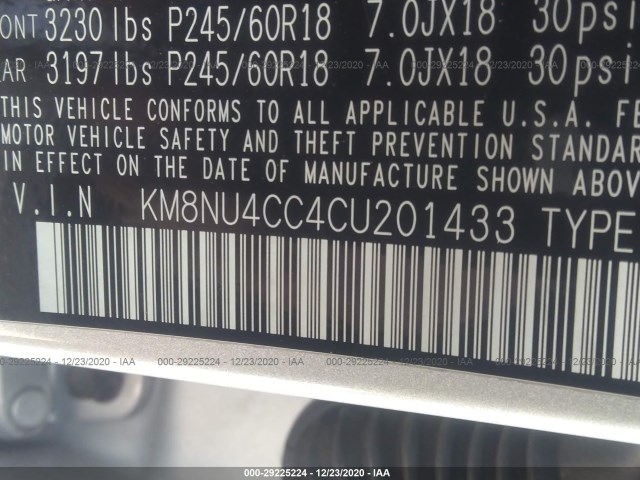 ONT 3230 lbs P245/60R18 7.0JX18 30psi
AR 3197 lbs P245/60R18 7.0JX18 30psi
THIS VEHICLE CONFORMS TO ALL APPLICABLE U.S.A. FE
MOTOR VEHICLE SAFETY AND THEFT PREVENTION STANDAR
IN EFFECT ON THE DATE OF MANUFACTURE SHOWN ABOVE
V.I.N KM8NU4CC4CU201433 TYPE
000-29225224 - 12/23/2020 - IAA